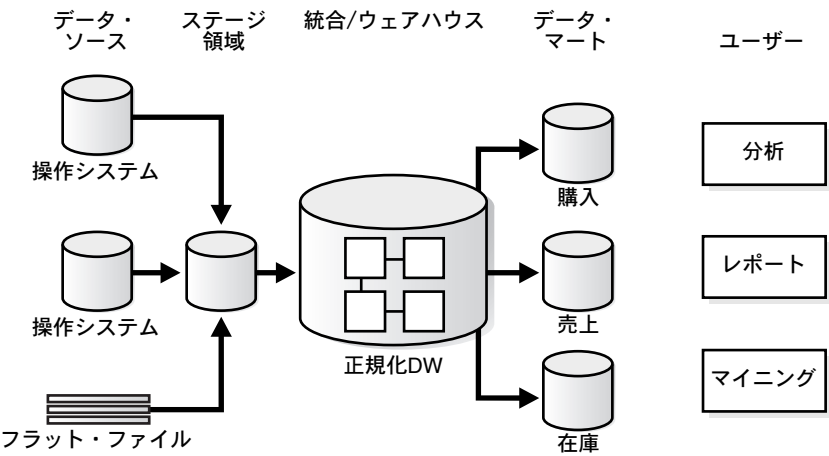 データ・
ソース
ステージ
領域
統合/ウェアハウス
データ・
マート
ユーザー
操作システム
操作システム
フラット・ファイル
正規化DW
購入
売上
在庫
分析
レポート
マイニング